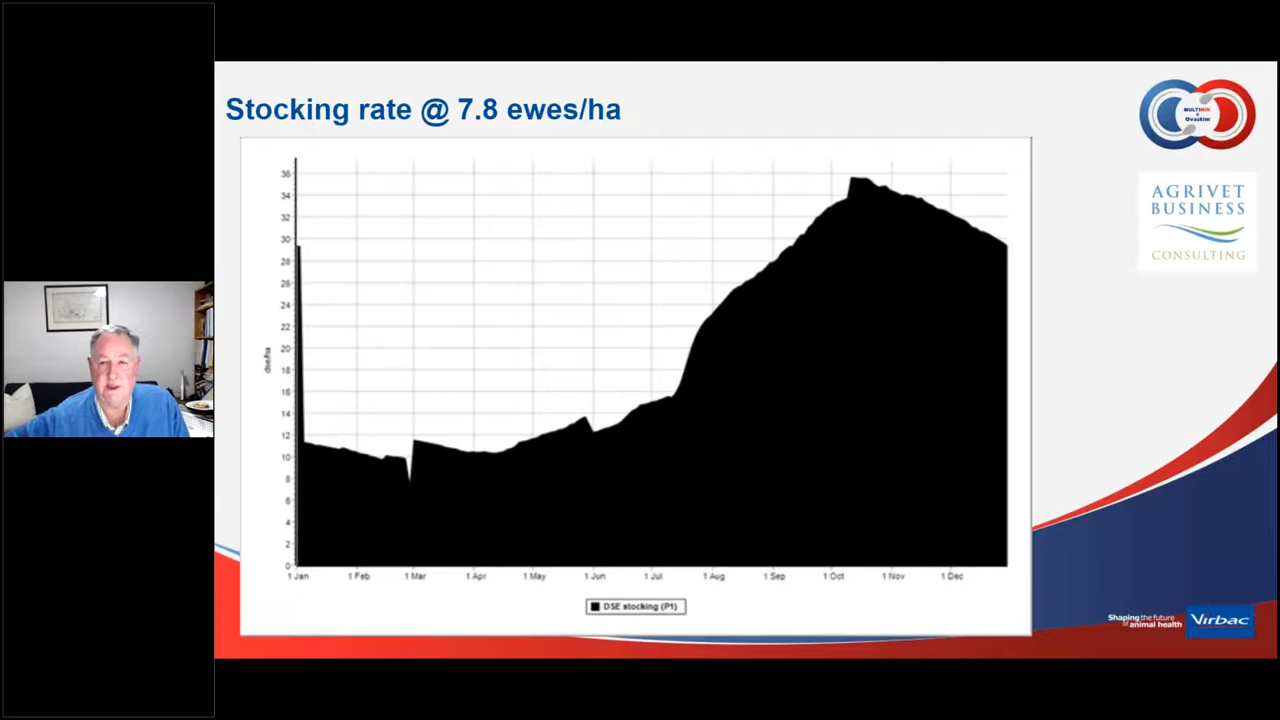 Stocking rate @ 7.8 ewes/ha
MULTIMIN
+
Ovastim
AGRIVET
BUSINESS
CONSULTING
36
34
32
30
28
26
24
22
20
18
16
14
12
10
8
6
4
2
0
dse/ha
1 Jan 1 Feb 1 Mar 1 Apr 1 May 1 Jun 1 Jul 1 Aug 1 Sep 1 Oct 1 Nov 1 Dec
DSE stocking (P1)
Shaping the future
of animal health
Virbac